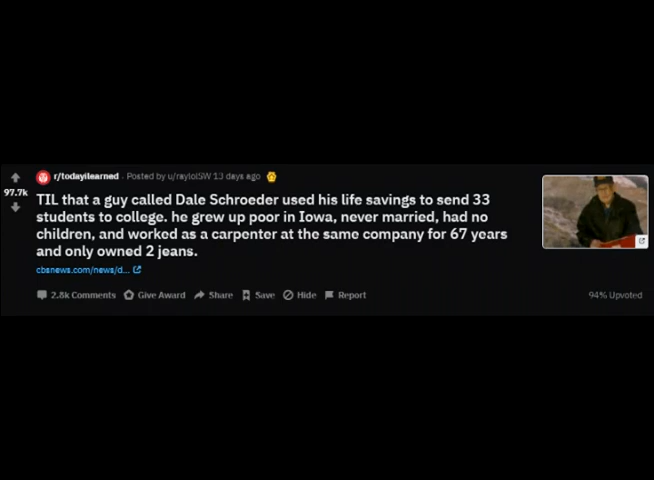 r/todayilearned · Posted by u/raylolSW 13 days ago
97.7k
TIL that a guy called Dale Schroeder used his life savings to send 33
students to college. he grew up poor in Iowa, never married, had no
children, and worked as a carpenter at the same company for 67 years
and only owned 2 jeans.
cbsnews.com/news/d...
2.8k Comments Give Award Share Save Hide Report 94% Upvoted